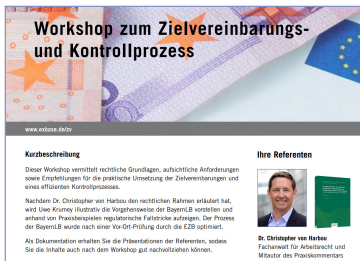 Workshop zum Zielvereinbarungs-
und Kontrollprozess
www.exbase.de/zv
Kurzbeschreibung
Dieser Workshop vermittelt rechtliche Grundlagen, aufsichtliche Anforderungen
sowie Empfehlungen für die praktische Umsetzung der Zielvereinbarungen und
eines effizienten Kontrollprozesses.
Nachdem Dr. Christopher von Harbou den rechtlichen Rahmen erläutert hat,
wird Uwe Krumey illustrativ die Vorgehensweise der BayernLB vorstellen und
anhand von Praxisbeispielen regulatorische Fallstricke aufzeigen. Der Prozess
der BayernLB wurde nach einer Vor-Ort-Prüfung durch die EZB optimiert.
Als Dokumentation erhalten Sie die Präsentationen der Referenten, sodass
Sie die Inhalte auch nach dem Workshop gut nachvollziehen können.
Ihre Referenten
Dr. Christopher von Harbou
Fachanwalt für Arbeitsrecht und
Mitautor des Praxiskommentars